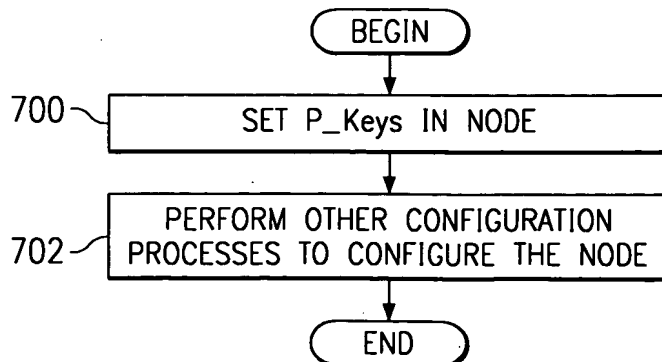 BEGIN
700
SET P_Keys IN NODE
702
PERFORM OTHER CONFIGURATION
PROCESSES TO CONFIGURE THE NODE
END